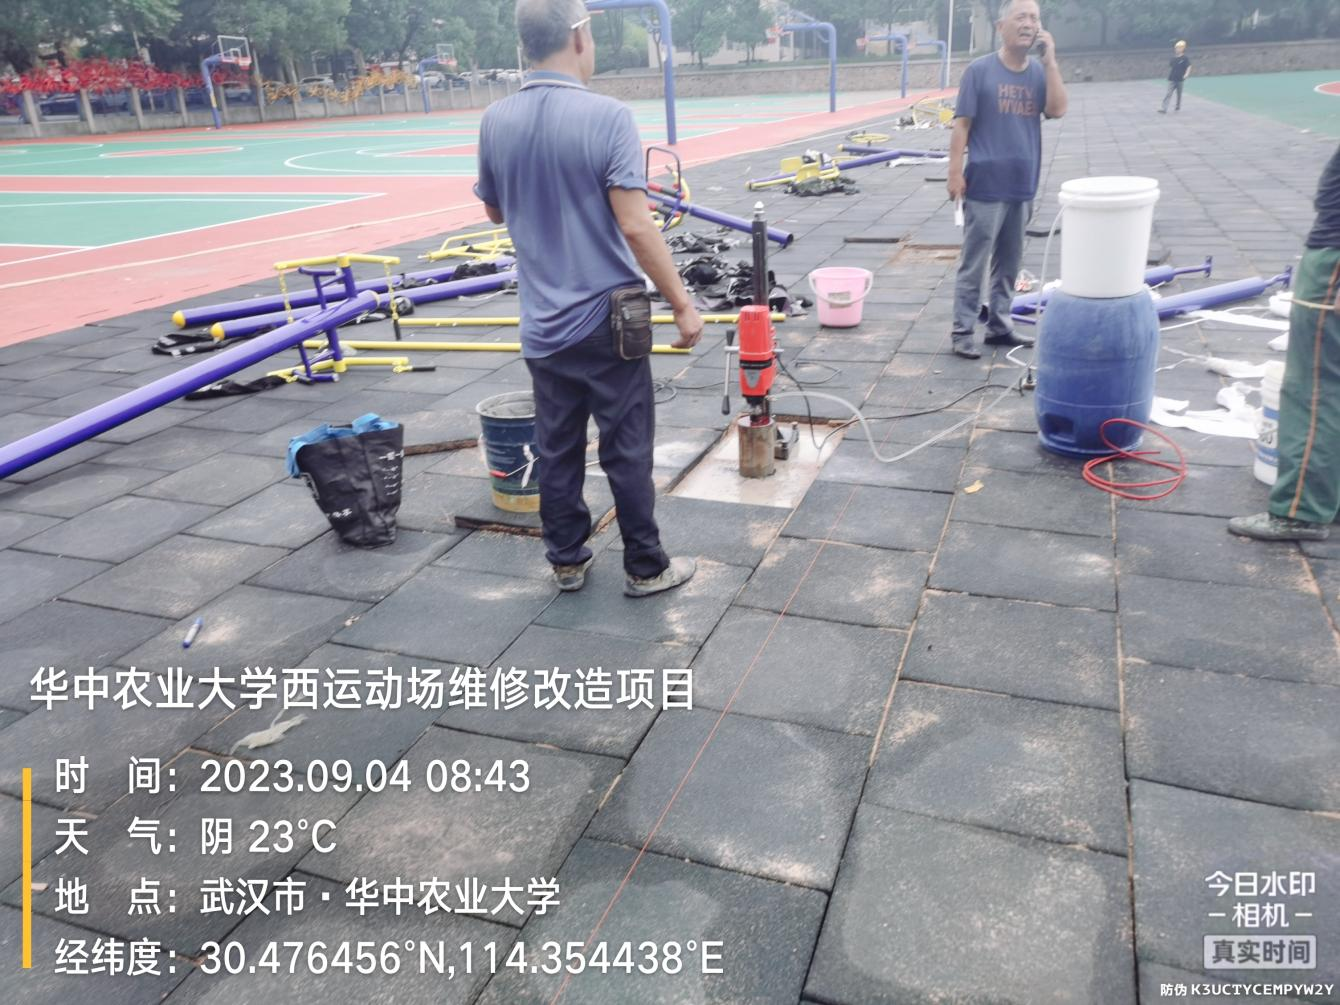 HETV
WVAE
华中农业大学西运动场维修改造项目
时 间：2023.09.04 08:43
天 气：阴 23°C
地 点：武汉市·华中农业大学
经纬度：30.476456°N,114.354438°E
今日水印
-相机-
真实时间
防伪 K3UCTYCEMPYW2Y